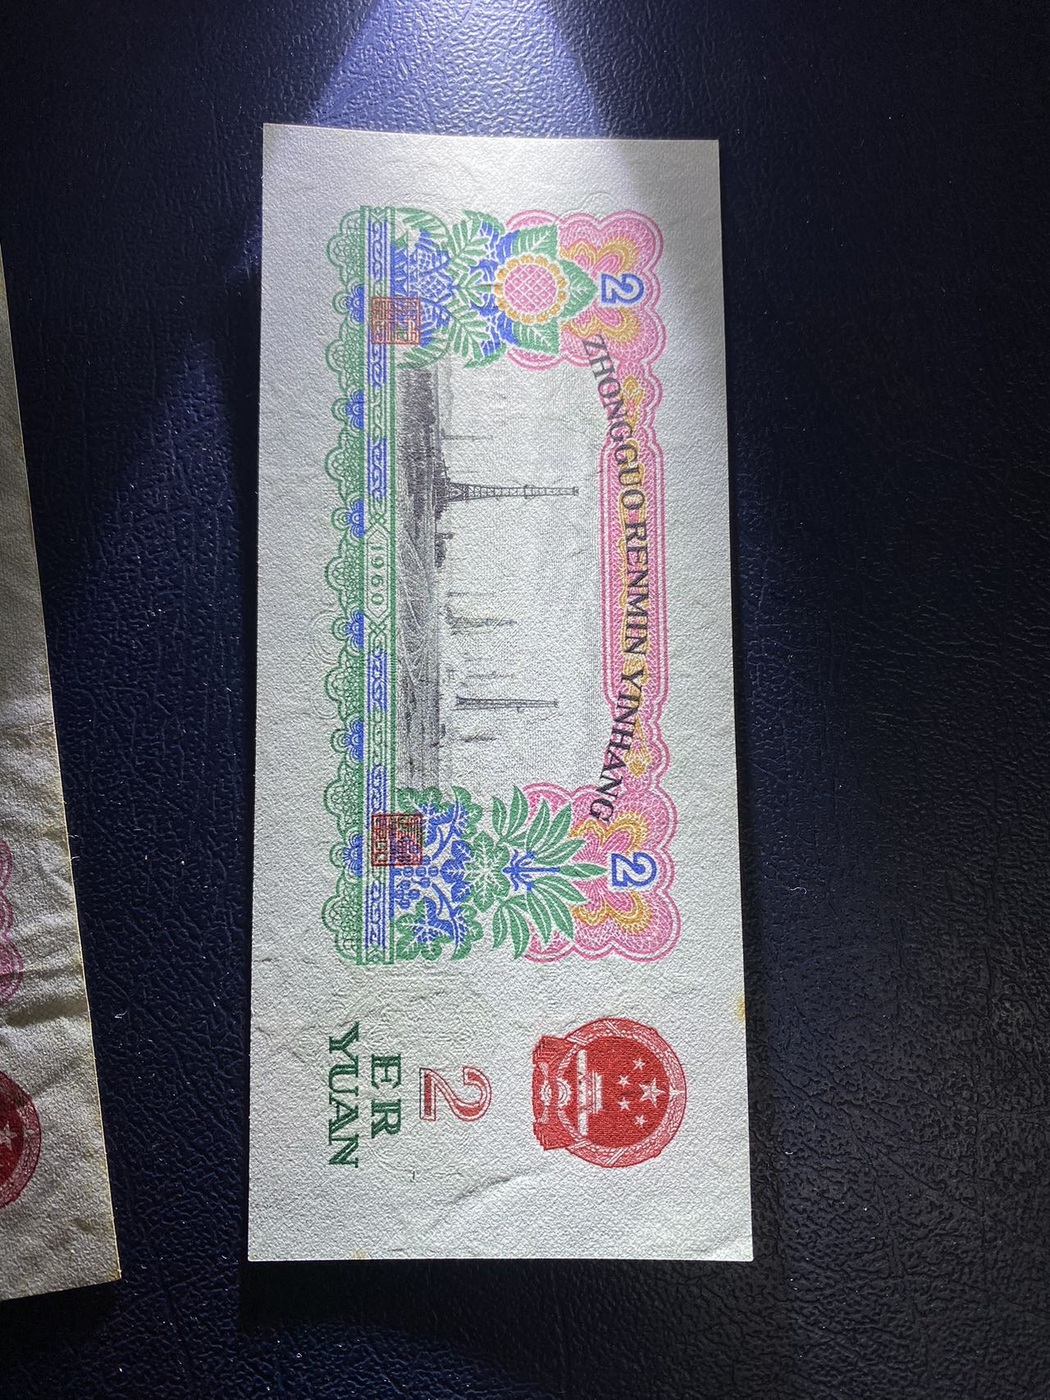 ZHONGGUO RENMIN YINHANG
2
2
1960
2
ER
YUAN